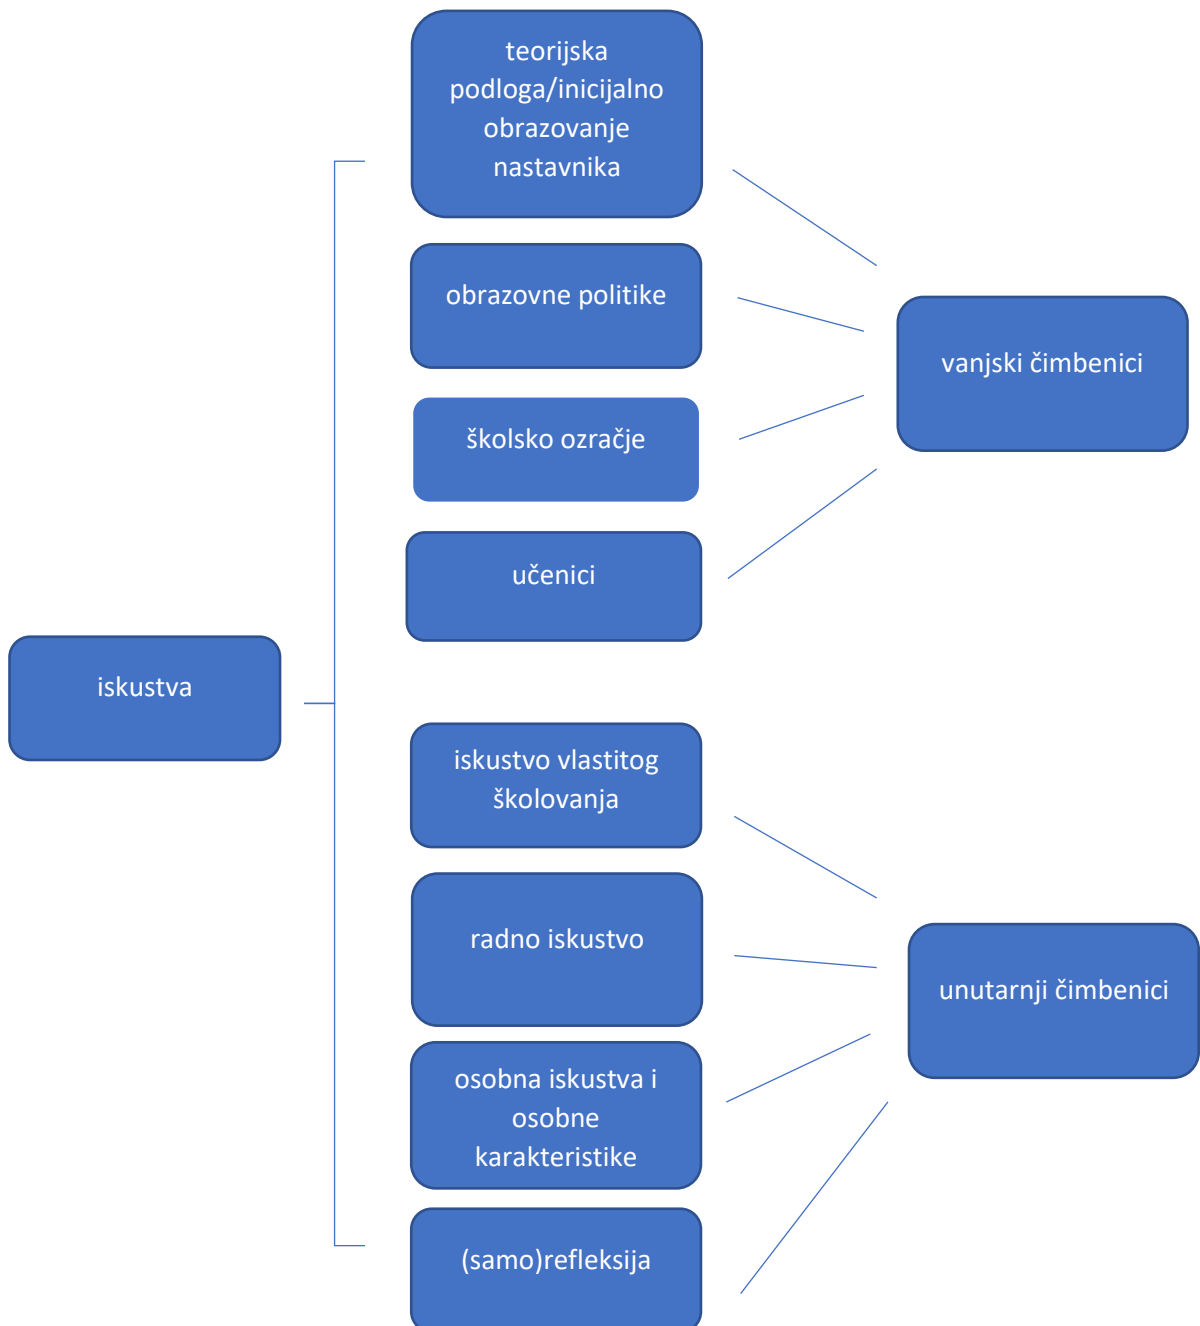 teorijska
podloga/inicijalno
obrazovanje
nastavnika
obrazovne politike
vanjski čimbenici
školsko ozračje
učenici
iskustva
iskustvo vlastitog
školovanja
radno iskustvo
unutarnji čimbenici
osobna iskustva i
osobne
karakteristike
(samo)refleksija